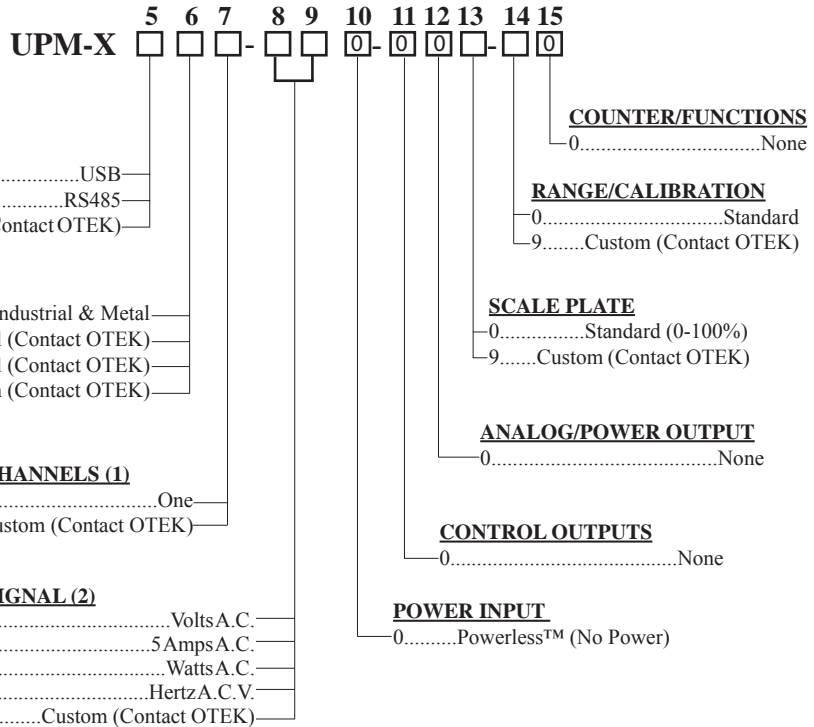 5 6 7 8 9 10 11 12 13 14 15
UPM-X - 0 - 0 0 - 0
COUNTER/FUNCTIONS
0...............................None
RANGE/CALIBRATION
0.................................Standard
9........Custom (Contact OTEK)
SCALE PLATE
0...............Standard (0-100%)
9.......Custom (Contact OTEK)
ANALOG/POWER OUTPUT
0.......................................None
CONTROL OUTPUTS
0.......................................None
POWER INPUT
0..........Powerless™ (No Power)
..............USB
.................RS485
Contact OTEK)
ndustrial & Metal
(Contact OTEK)
(Contact OTEK)
(Contact OTEK)
HANNELS (1)
...........................One
ustom (Contact OTEK)
IGNAL (2)
..............................Volts A.C.
...........................5 Amps A.C.
.............................Watts A.C.
..........................Hertz A.C.V.
........Custom (Contact OTEK)